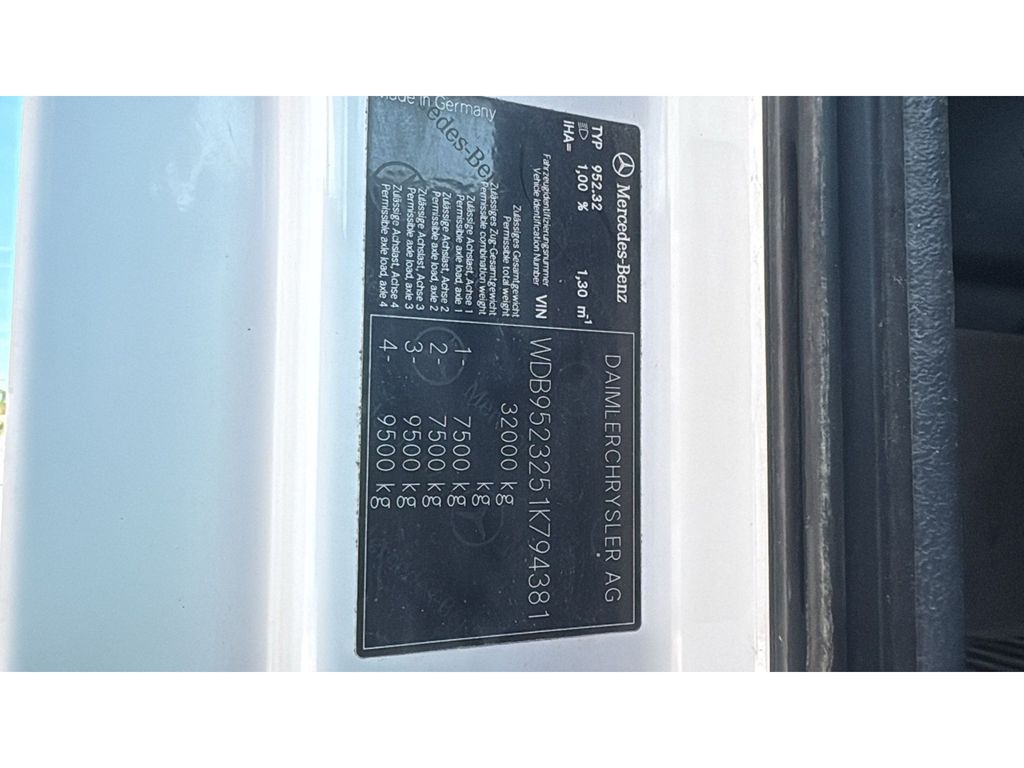 Mercedes-Benz
DAIMLERCHRYSLER AG
TYP 952.32
1,00 % 1,30 m-1
iHA=
Fahrzeugidentifizierungsnummer
Vehicle Identification Number VIN WDB9523251K794381
Zulässiges Gesamtgewicht
Permissible total weight 32000 kg
Zulässiges Zug-Gesamtgewicht
Permissible combination weight kg
Zulässige Achslast, Achse 1
Permissible axle load, axle 1 1- 7500 kg
Zulässige Achslast, Achse 2
Permissible axle load, axle 2 2- 7500 kg
Zulässige Achslast, Achse 3
Permissible axle load, axle 3 3- 9500 kg
Zulässige Achslast, Achse 4
Permissible axle load, axle 4 4- 9500 kg
Made in Germany